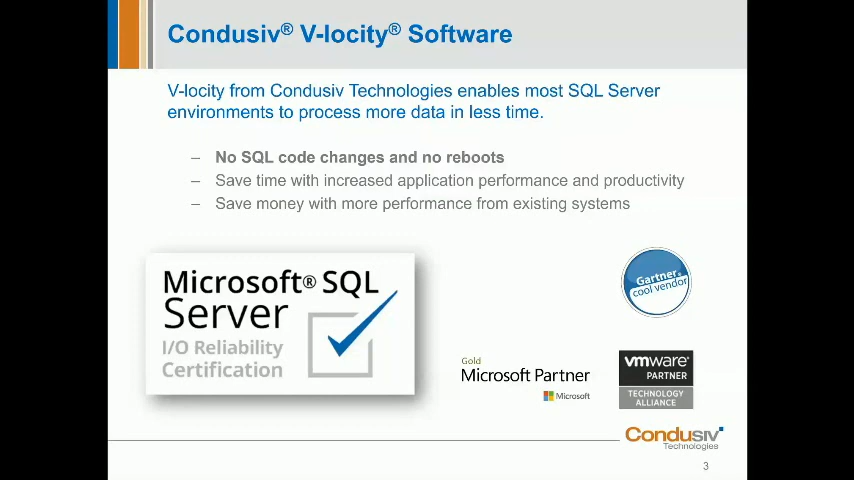 Condusiv® V-locity® Software
V-locity from Condusiv Technologies enables most SQL Server
environments to process more data in less time.
– No SQL code changes and no reboots
– Save time with increased application performance and productivity
– Save money with more performance from existing systems
Microsoft® SQL
Server
I/O Reliability
Certification
Gartner
cool vendor
Gold
Microsoft Partner
Microsoft
vmware®
PARTNER
TECHNOLOGY
ALLIANCE
Condusiv
Technologies
3